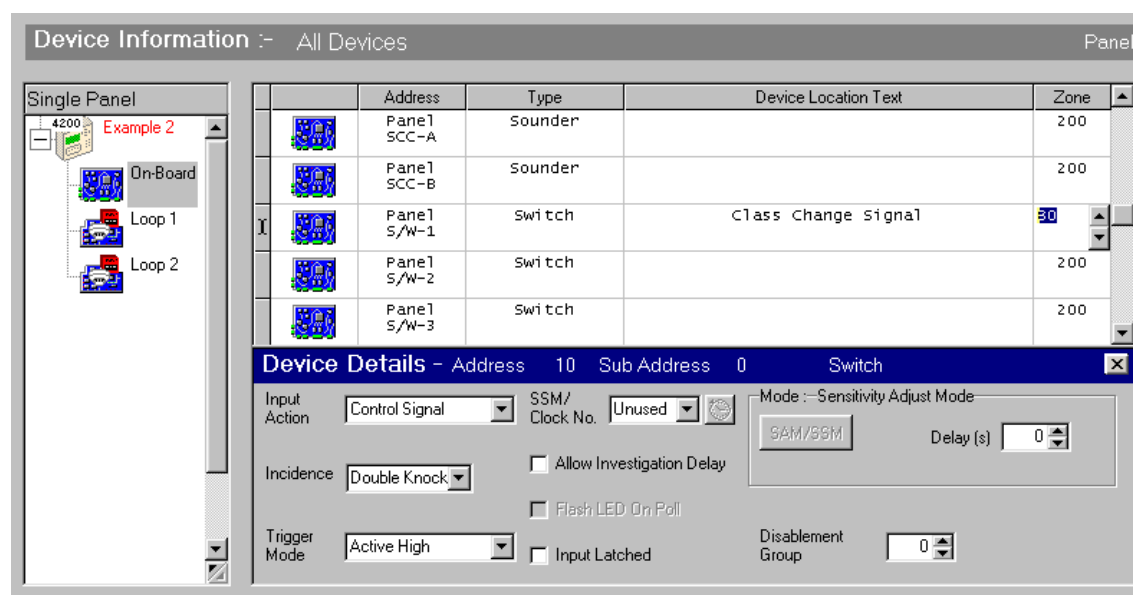 Device Information :- All Devices Panel
Single Panel
4200
Example 2
On-Board
Loop 1
Loop 2
Address Type Device Location Text Zone
Panel SCC-A Sounder 200
Panel SCC-B Sounder 200
Panel S/W-1 Switch Class Change Signal 30
Panel S/W-2 Switch 200
Panel S/W-3 Switch 200
Device Details - Address 10 Sub Address 0 Switch
Input Action Control Signal
SSM/ Clock No. Unused
Mode :- Sensitivity Adjust Mode
SAM/SSM
Delay (s) 0
Incidence Double Knock
Allow Investigation Delay
Flash LED On Poll
Trigger Mode Active High
Input Latched
Disablement Group 0